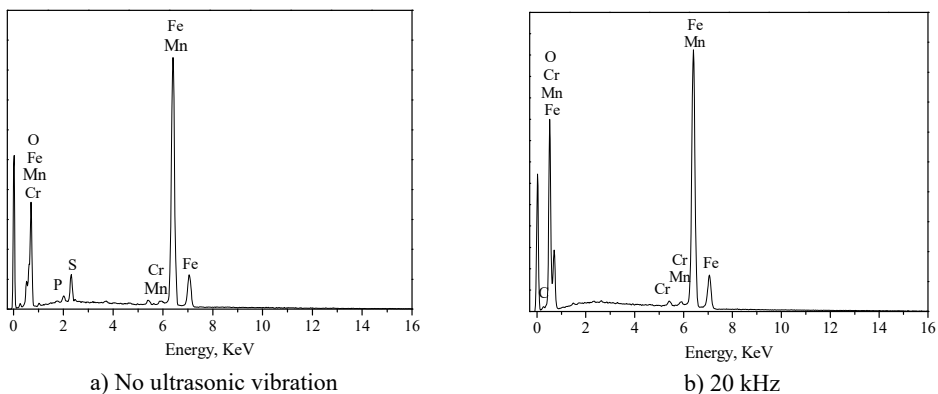 Fe
Mn
O
Fe
Mn
Cr
P
S
Cr
Mn
Fe
0 2 4 6 8 10 12 14 16
Energy, KeV
a) No ultrasonic vibration
Fe
Mn
O
Cr
Mn
Fe
C
Cr
Cr
Mn
Fe
0 2 4 6 8 10 12 14 16
Energy, KeV
b) 20 kHz